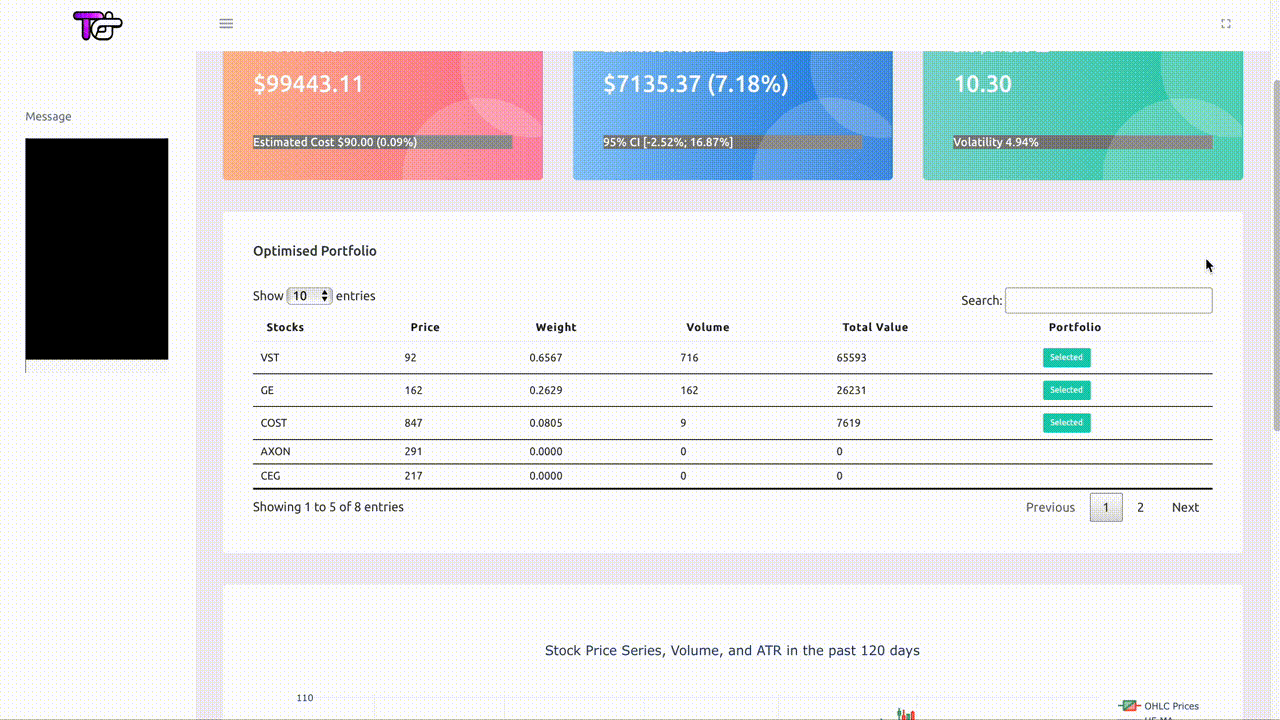 Message
$99443.11
$7135.37 (7.18%)
10.30
Estimated Cost $90.00 (0.09%)
95% CI [-2.52%; 16.87%]
Volatility 4.94%
Optimised Portfolio
Show 10 entries
Search:
Stocks Price Weight Volume Total Value Portfolio
VST 92 0.6567 716 65593 Selected
GE 162 0.2629 162 26231 Selected
COST 847 0.0805 9 7619 Selected
AXON 291 0.0000 0 0
CEG 217 0.0000 0 0
Showing 1 to 5 of 8 entries
Previous 1 2 Next
Stock Price Series, Volume, and ATR in the past 120 days
110
OHLC Prices